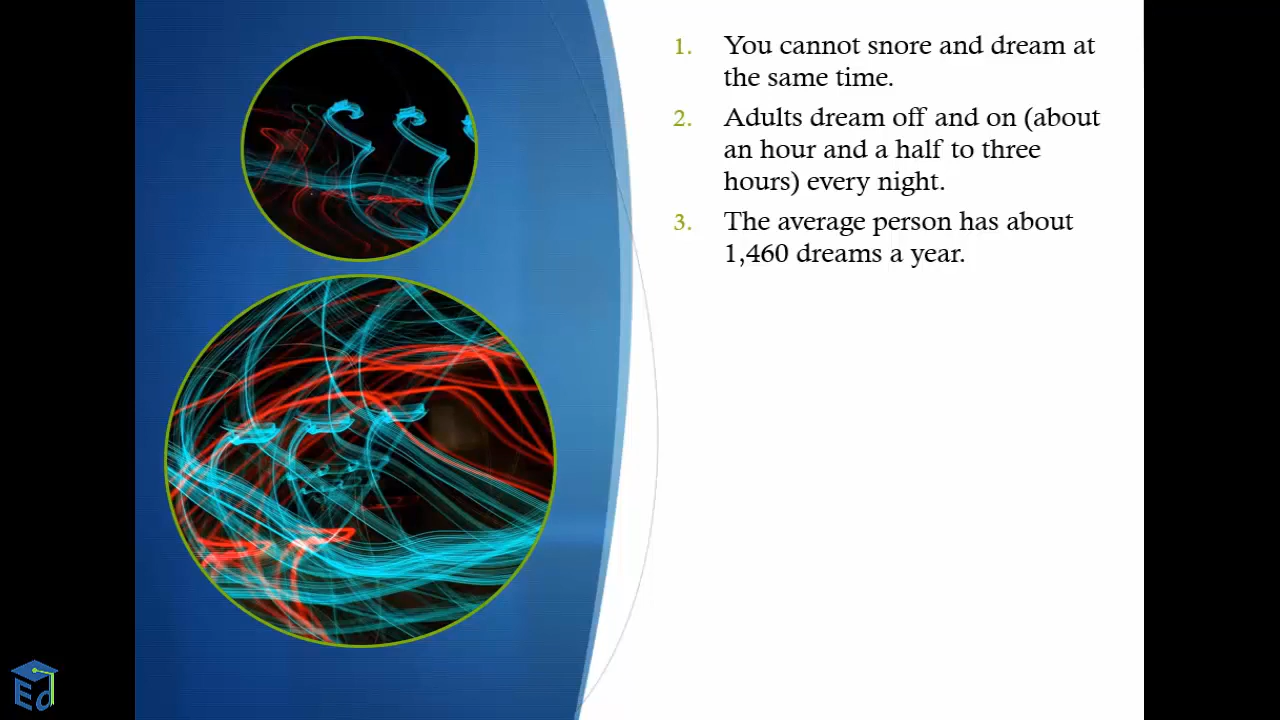 1. You cannot snore and dream at
the same time.
2. Adults dream off and on (about
an hour and a half to three
hours) every night.
3. The average person has about
1,460 dreams a year.
Ed